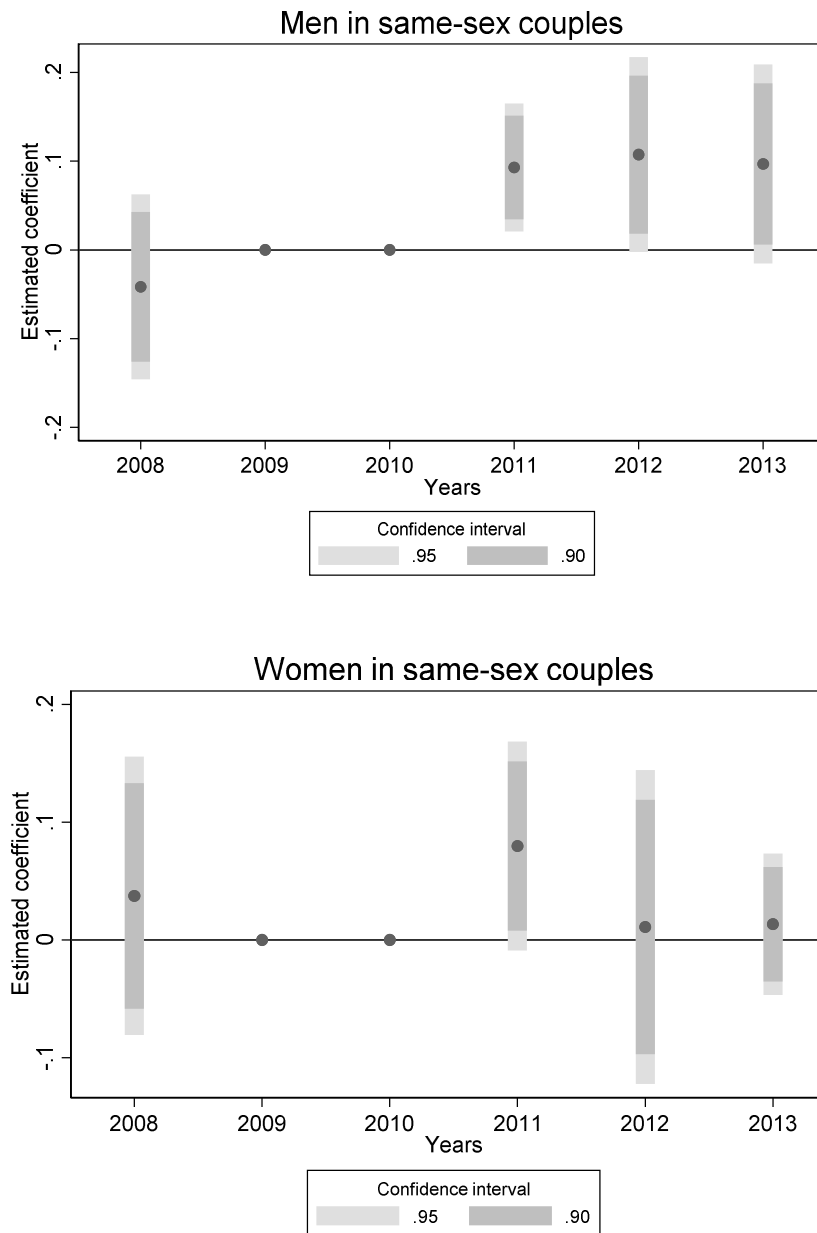 Men in same-sex couples
Estimated coefficient
.2
.1
0
-.1
-.2
2008 2009 2010 2011 2012 2013
Years
Confidence interval
.95 .90
Women in same-sex couples
Estimated coefficient
.2
.1
0
-.1
2008 2009 2010 2011 2012 2013
Years
Confidence interval
.95 .90